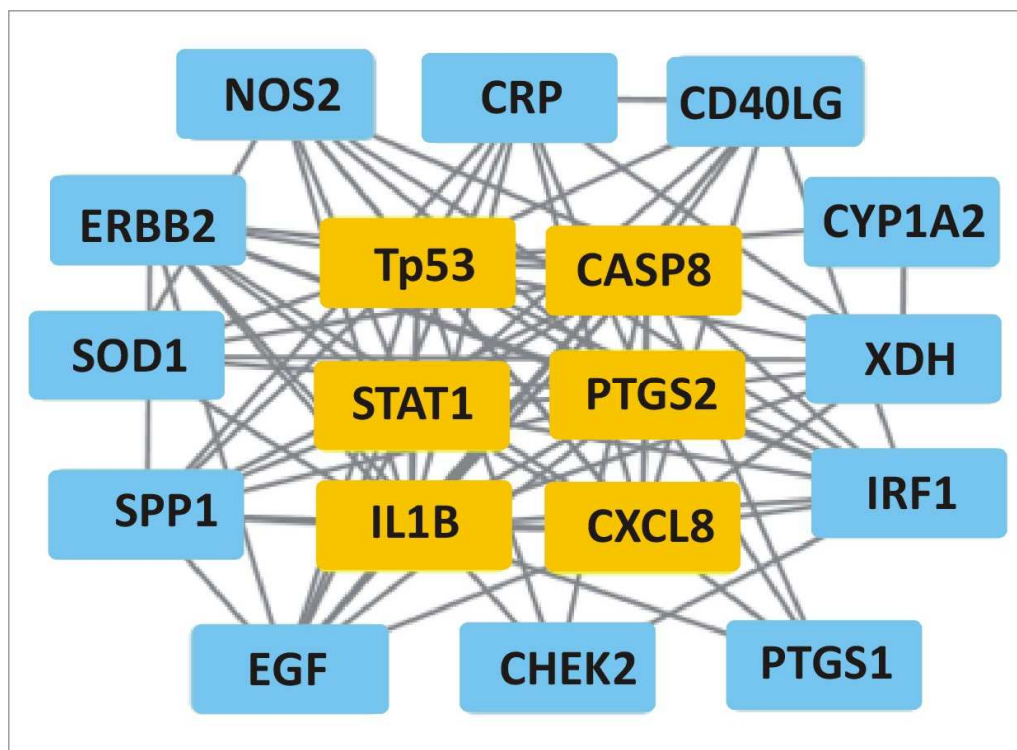 NOS2
CRP
CD40LG
ERBB2
CYP1A2
Tp53
CASP8
SOD1
XDH
STAT1
PTGS2
SPP1
IL1B
CXCL8
IRF1
EGF
CHEK2
PTGS1